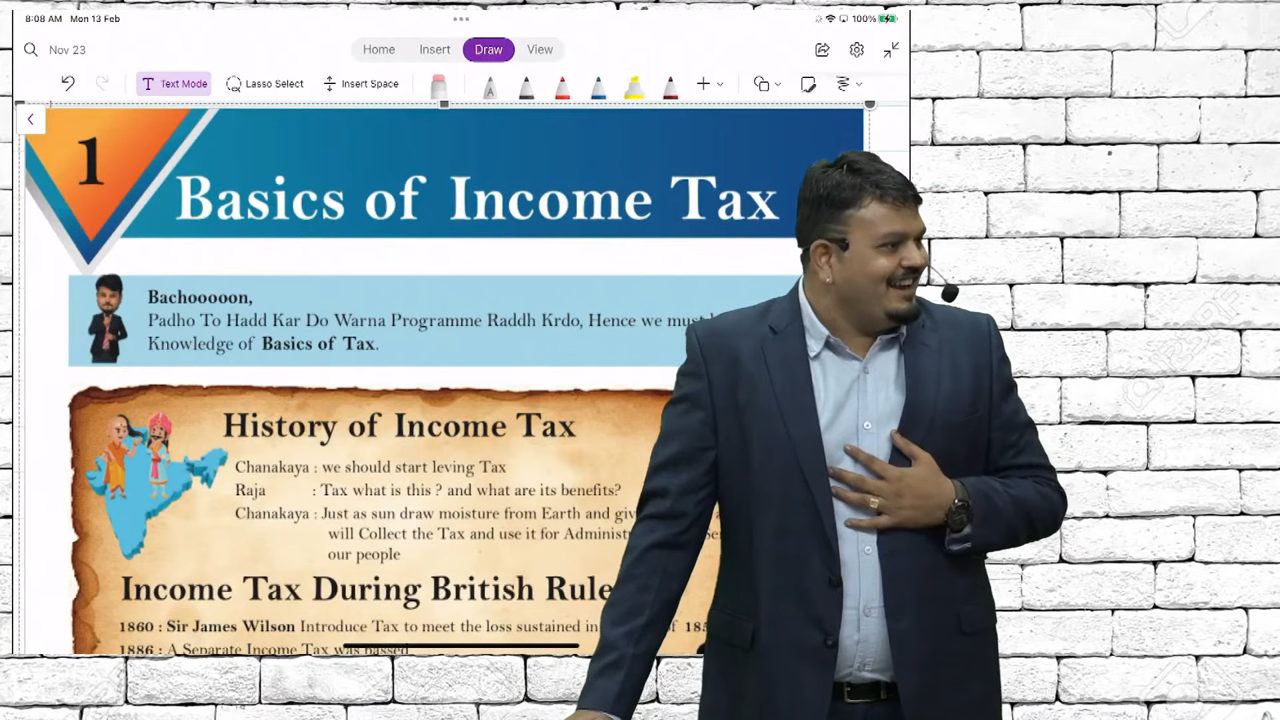 8:08 AM Mon 13 Feb
100%
Nov 23
Home Insert Draw View
Text Mode Lasso Select Insert Space
1
Basics of Income Tax
Bachooooon,
Padho To Hadd Kar Do Warna Programme Raddh Krdo, Hence we must
Knowledge of Basics of Tax.
History of Income Tax
Chanakaya : we should start leving Tax
Raja : Tax what is this ? and what are its benefits?
Chanakaya : Just as sun draw moisture from Earth and
will Collect the Tax and use it for
our people
Income Tax During British Rule
1860 : Sir James Wilson Introduce Tax to meet the loss sustained in
1886 : A Separate Income Tax was passed